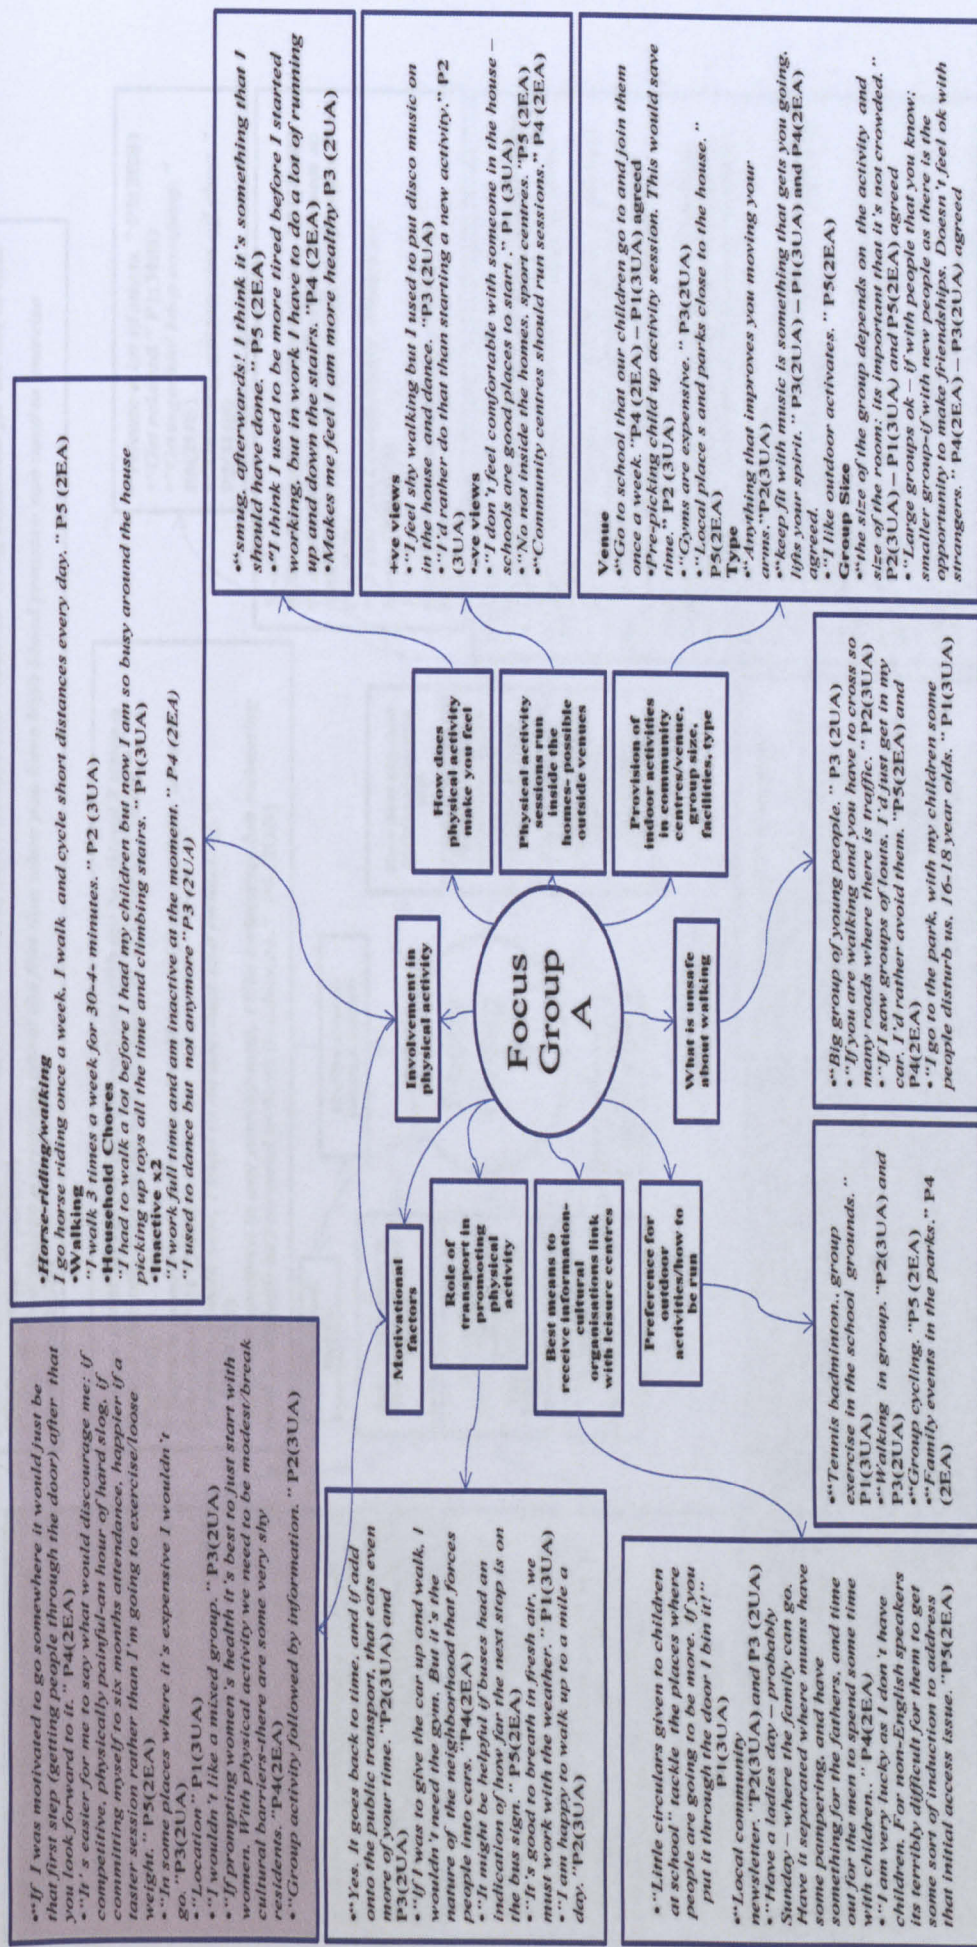 •Horse-riding/walking
I go horse riding once a week, I walk and cycle short distances every day." P5 (2EA)
•Walking
"I walk 3 times a week for 30-4- minutes." P2 (3UA)
•Household Chores
"I had to walk a lot before I had my children but now I am so busy around the house
picking up toys all the time and climbing stairs." P1(3UA)
•Inactive x2
"I work full time and am inactive at the moment." P4 (2EA)
"I used to dance but not anymore "P3 (2UA)
•"smug, afterwards! I think it's something that I
should have done." P5 (2EA)
•"I think I used to be more tired before I started
working, but in work I have to do a lot of running
up and down the stairs. "P4 (2EA)
•Makes me feel I am more healthy P3 (2UA)
+ve views
•"I feel shy walking but I used to put disco music on
in the house and dance. "P3 (2UA)
•"I'd rather do that than starting a new activity." P2
(3UA)
-ve views
•"I don't feel comfortable with someone in the house –
schools are good places to start ." P1 (3UA)
•"No not inside the homes, sport centres. "P5 (2EA)
•"Community centres should run sessions." P4 (2EA)
Venue
•"Go to school that our children go to and join them
once a week. "P4 (2EA) – P1(3UA) agreed
•Pre-picking child up activity session. This would save
time." P2 (3UA)
•"Gyms are expensive." P3(2UA)
•"Local place s and parks close to the house."
P5(2EA)
Type
•"Anything that improves you moving your
arms."P2(3UA)
•"keep fit with music is something that gets you going,
lifts your spirit. " P3(2UA) – P1(3UA) and P4(2EA)
agreed.
•"I like outdoor activates. " P5(2EA)
Group Size
•"the size of the group depends on the activity and
size of the room; its important that it's not crowded."
P2(3UA) – P1(3UA) and P5(2EA) agreed
•"Large groups ok – if with people that you know;
smaller group-if with new people as there is the
opportunity to make friendships. Doesn't feel ok with
strangers." P4(2EA) – P3(2UA) agreed
•"If I was motivated to go somewhere it would just be
that first step (getting people through the door) after that
you look forward to it." P4(2EA)
•"It's easier for me to say what would discourage me: if
competitive, physically painful-an hour of hard slog, if
committing myself to six months attendance, happier if a
taster session rather than I'm going to exercise/loose
weight." P5(2EA)
•"In some places where it's expensive I wouldn't
go. "P3(2UA)
•"Location" P1(3UA)
•"I wouldn't like a mixed group." P3(2UA)
•"If prompting women's health it's best to just start with
women. With physical activity we need to be modest/break
cultural barriers-there are some very shy
residents." P4(2EA)
•"Group activity followed by information." P2(3UA)
•"Yes. It goes back to time, and if add
onto the public transport, that eats even
more of your time. "P2(3UA) and
P3(2UA)
•"If I was to give the car up and walk, I
wouldn't need the gym. But it's the
nature of the neighborhood that forces
people into cars. "P4(2EA)
•"It might be helpful if buses had an
indication of how far the next stop is on
the bus sign. " P5(2EA)
•"It's good to breath in fresh air, we
must work with the weather." P1(3UA)
•"I am happy to walk up to a mile a
day. "P2(3UA)
•"Little circulars given to children
at school" tackle the places where
people are going to be more. If you
put it through the door I bin it!"
P1(3UA)
•"Local community
newsletter. "P2(3UA) and P3 (2UA)
•"Have a ladies day – probably
Sunday – where the family can go.
Have it separated where mums have
some pampering, and have
something for the fathers, and time
out for the men to spend some time
with children.." P4(2EA)
•"I am very lucky as I don't have
children. For non-English speakers
its terribly difficult for them to get
some sort of induction to address
that initial access issue. "P5(2EA)
•"Tennis badminton,, group
exercise in the school grounds."
P1(3UA)
•"Walking in group. "P2(3UA) and
P3(2UA)
•"Group cycling. "P5 (2EA)
•"Family events in the parks." P4
(2EA)
•"Big group of young people. " P3 (2UA)
•"If you are walking and you have to cross so
many roads where there is traffic." P2(3UA)
•"If I saw groups of louts, I'd just get in my
car, I'd rather avoid them. "P5(2EA) and
P4(2EA)
•"I go to the park, with my children some
people disturb us, 16-18 year olds. " P1(3UA)
Focus
Group
A
Involvement in
physical activity
How does
physical activity
make you feel
Physical activity
sessions run
inside the
homes- possible
outside venues
Provision of
indoor activities
in community
centres/venue,
group size,
facilities, type
What is unsafe
about walking
Motivational
factors
Role of
transport in
promoting
physical
activity
Best means to
receive information-
cultural
organisations link
with leisure centres
Preference for
outdoor
activities/how to
be run